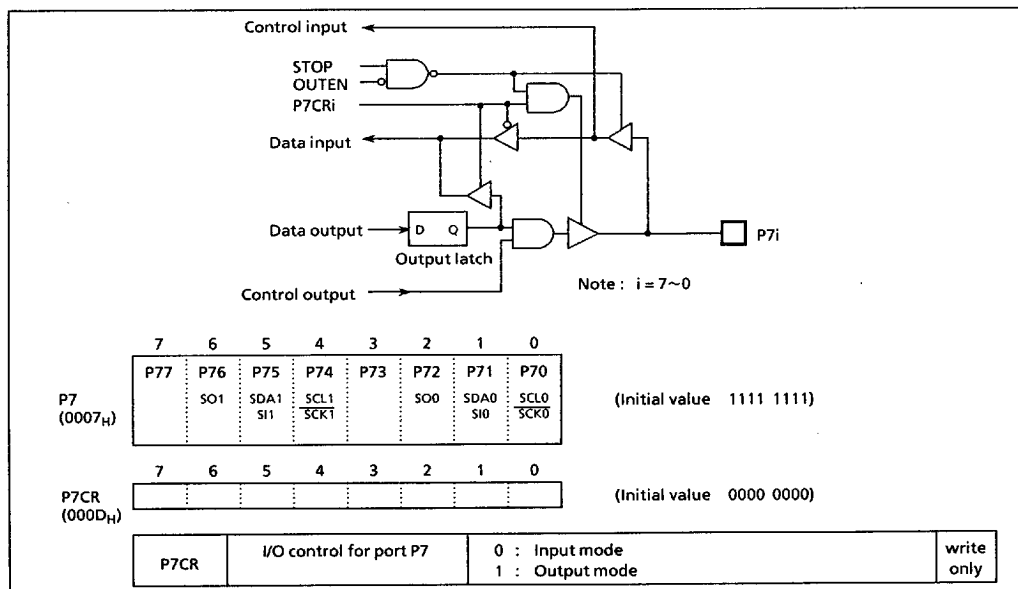 Control input
STOP
OUTEN
P7CRi
Data input
Data output
D Q
Output latch
P7i
Control output
Note : i = 7~0
7 6 5 4 3 2 1 0
P77 P76 P75 P74 P73 P72 P71 P70
SO1 SDA1 SCL1 SO0 SDA0 SCL0
SI1 SCK1 SI0 SCK0
P7
(0007H)
(Initial value 1111 1111)
7 6 5 4 3 2 1 0
P7CR
(000DH)
(Initial value 0000 0000)
P7CR
I/O control for port P7
0 : Input mode
1 : Output mode
write
only